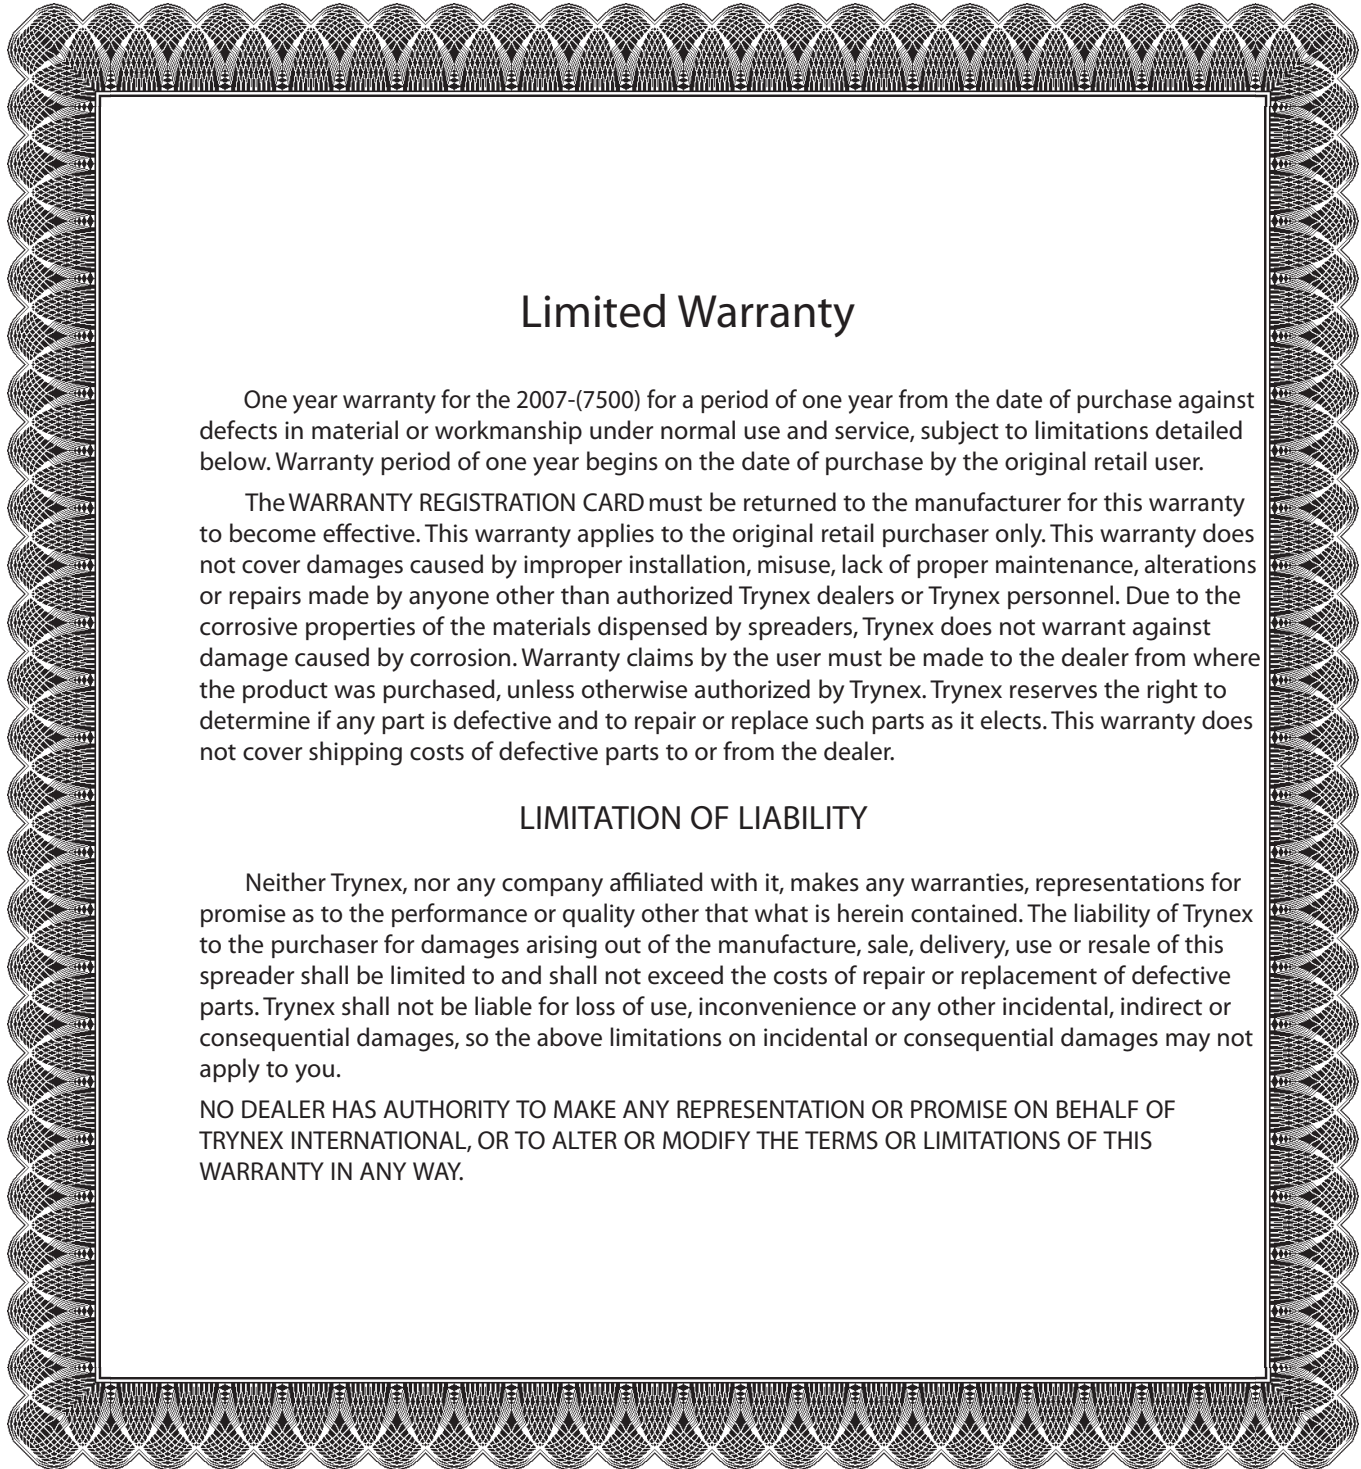 Limited Warranty
One year warranty for the 2007-(7500) for a period of one year from the date of purchase against
defects in material or workmanship under normal use and service, subject to limitations detailed
below. Warranty period of one year begins on the date of purchase by the original retail user.
The WARRANTY REGISTRATION CARD must be returned to the manufacturer for this warranty
to become effective. This warranty applies to the original retail purchaser only. This warranty does
not cover damages caused by improper installation, misuse, lack of proper maintenance, alterations
or repairs made by anyone other than authorized Trynex dealers or Trynex personnel. Due to the
corrosive properties of the materials dispensed by spreaders, Trynex does not warrant against
damage caused by corrosion. Warranty claims by the user must be made to the dealer from where
the product was purchased, unless otherwise authorized by Trynex. Trynex reserves the right to
determine if any part is defective and to repair or replace such parts as it elects. This warranty does
not cover shipping costs of defective parts to or from the dealer.
LIMITATION OF LIABILITY
Neither Trynex, nor any company affiliated with it, makes any warranties, representations for
promise as to the performance or quality other that what is herein contained. The liability of Trynex
to the purchaser for damages arising out of the manufacture, sale, delivery, use or resale of this
spreader shall be limited to and shall not exceed the costs of repair or replacement of defective
parts. Trynex shall not be liable for loss of use, inconvenience or any other incidental, indirect or
consequential damages, so the above limitations on incidental or consequential damages may not
apply to you.
NO DEALER HAS AUTHORITY TO MAKE ANY REPRESENTATION OR PROMISE ON BEHALF OF
TRYNEX INTERNATIONAL, OR TO ALTER OR MODIFY THE TERMS OR LIMITATIONS OF THIS
WARRANTY IN ANY WAY.